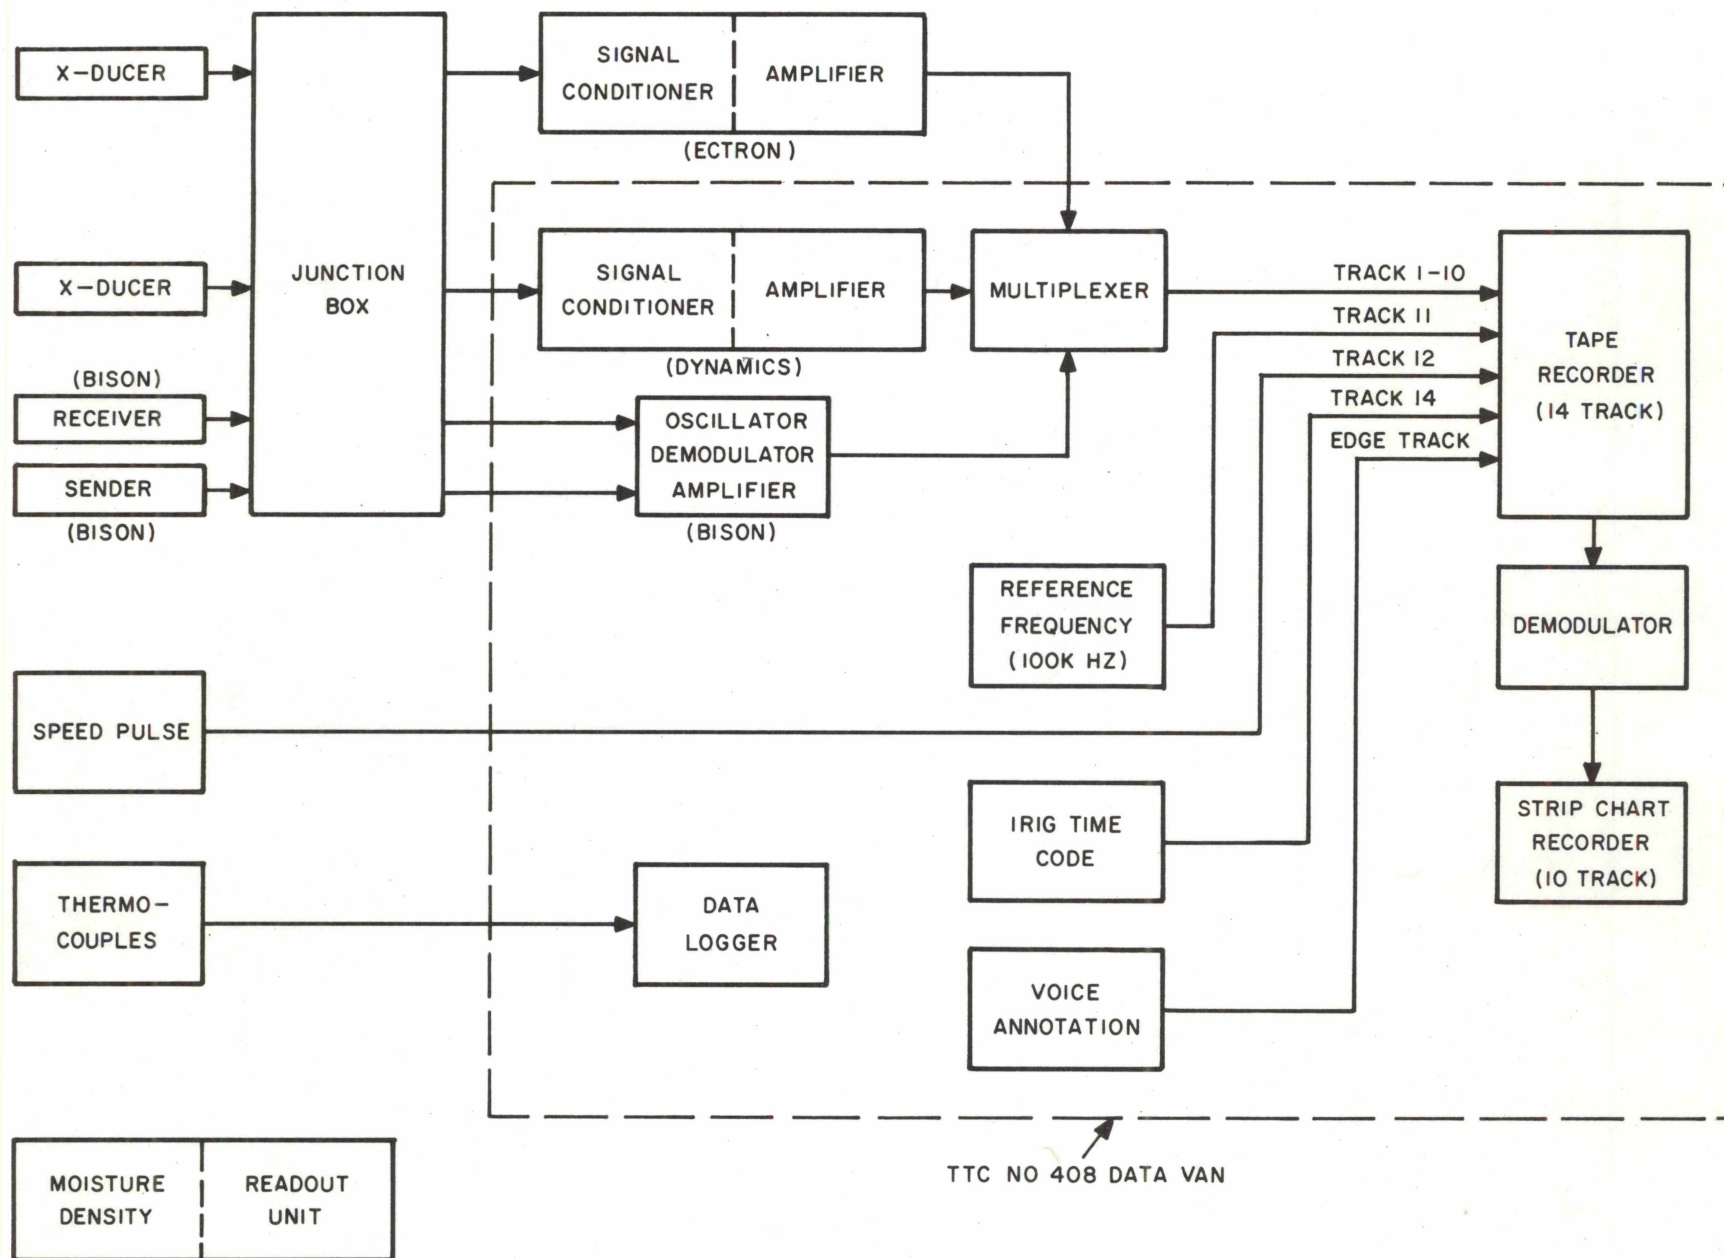 X-DUCER
X-DUCER
(BISON)
RECEIVER
SENDER
(BISON)
JUNCTION
BOX
SIGNAL
CONDITIONER
AMPLIFIER
(ECTRON)
SIGNAL
CONDITIONER
AMPLIFIER
(DYNAMICS)
OSCILLATOR
DEMODULATOR
AMPLIFIER
(BISON)
MULTIPLEXER
TRACK 1-10
TRACK 11
TRACK 12
TRACK 14
EDGE TRACK
TAPE
RECORDER
(14 TRACK)
REFERENCE
FREQUENCY
(100K HZ)
DEMODULATOR
SPEED PULSE
IRIG TIME
CODE
STRIP CHART
RECORDER
(10 TRACK)
THERMO-
COUPLES
DATA
LOGGER
VOICE
ANNOTATION
TTC NO 408 DATA VAN
MOISTURE
DENSITY
READOUT
UNIT